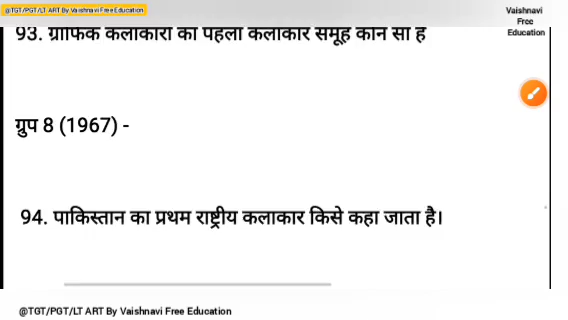 @TGT/PGT/LT ART By Vaishnavi Free Education
Vaishnavi
Free
Education
93. ग्राफिक कलाकारों का पहला कलाकार समूह कौन सा है
ग्रुप 8 (1967) -
94. पाकिस्तान का प्रथम राष्ट्रीय कलाकार किसे कहा जाता है।
@TGT/PGT/LT ART By Vaishnavi Free Education